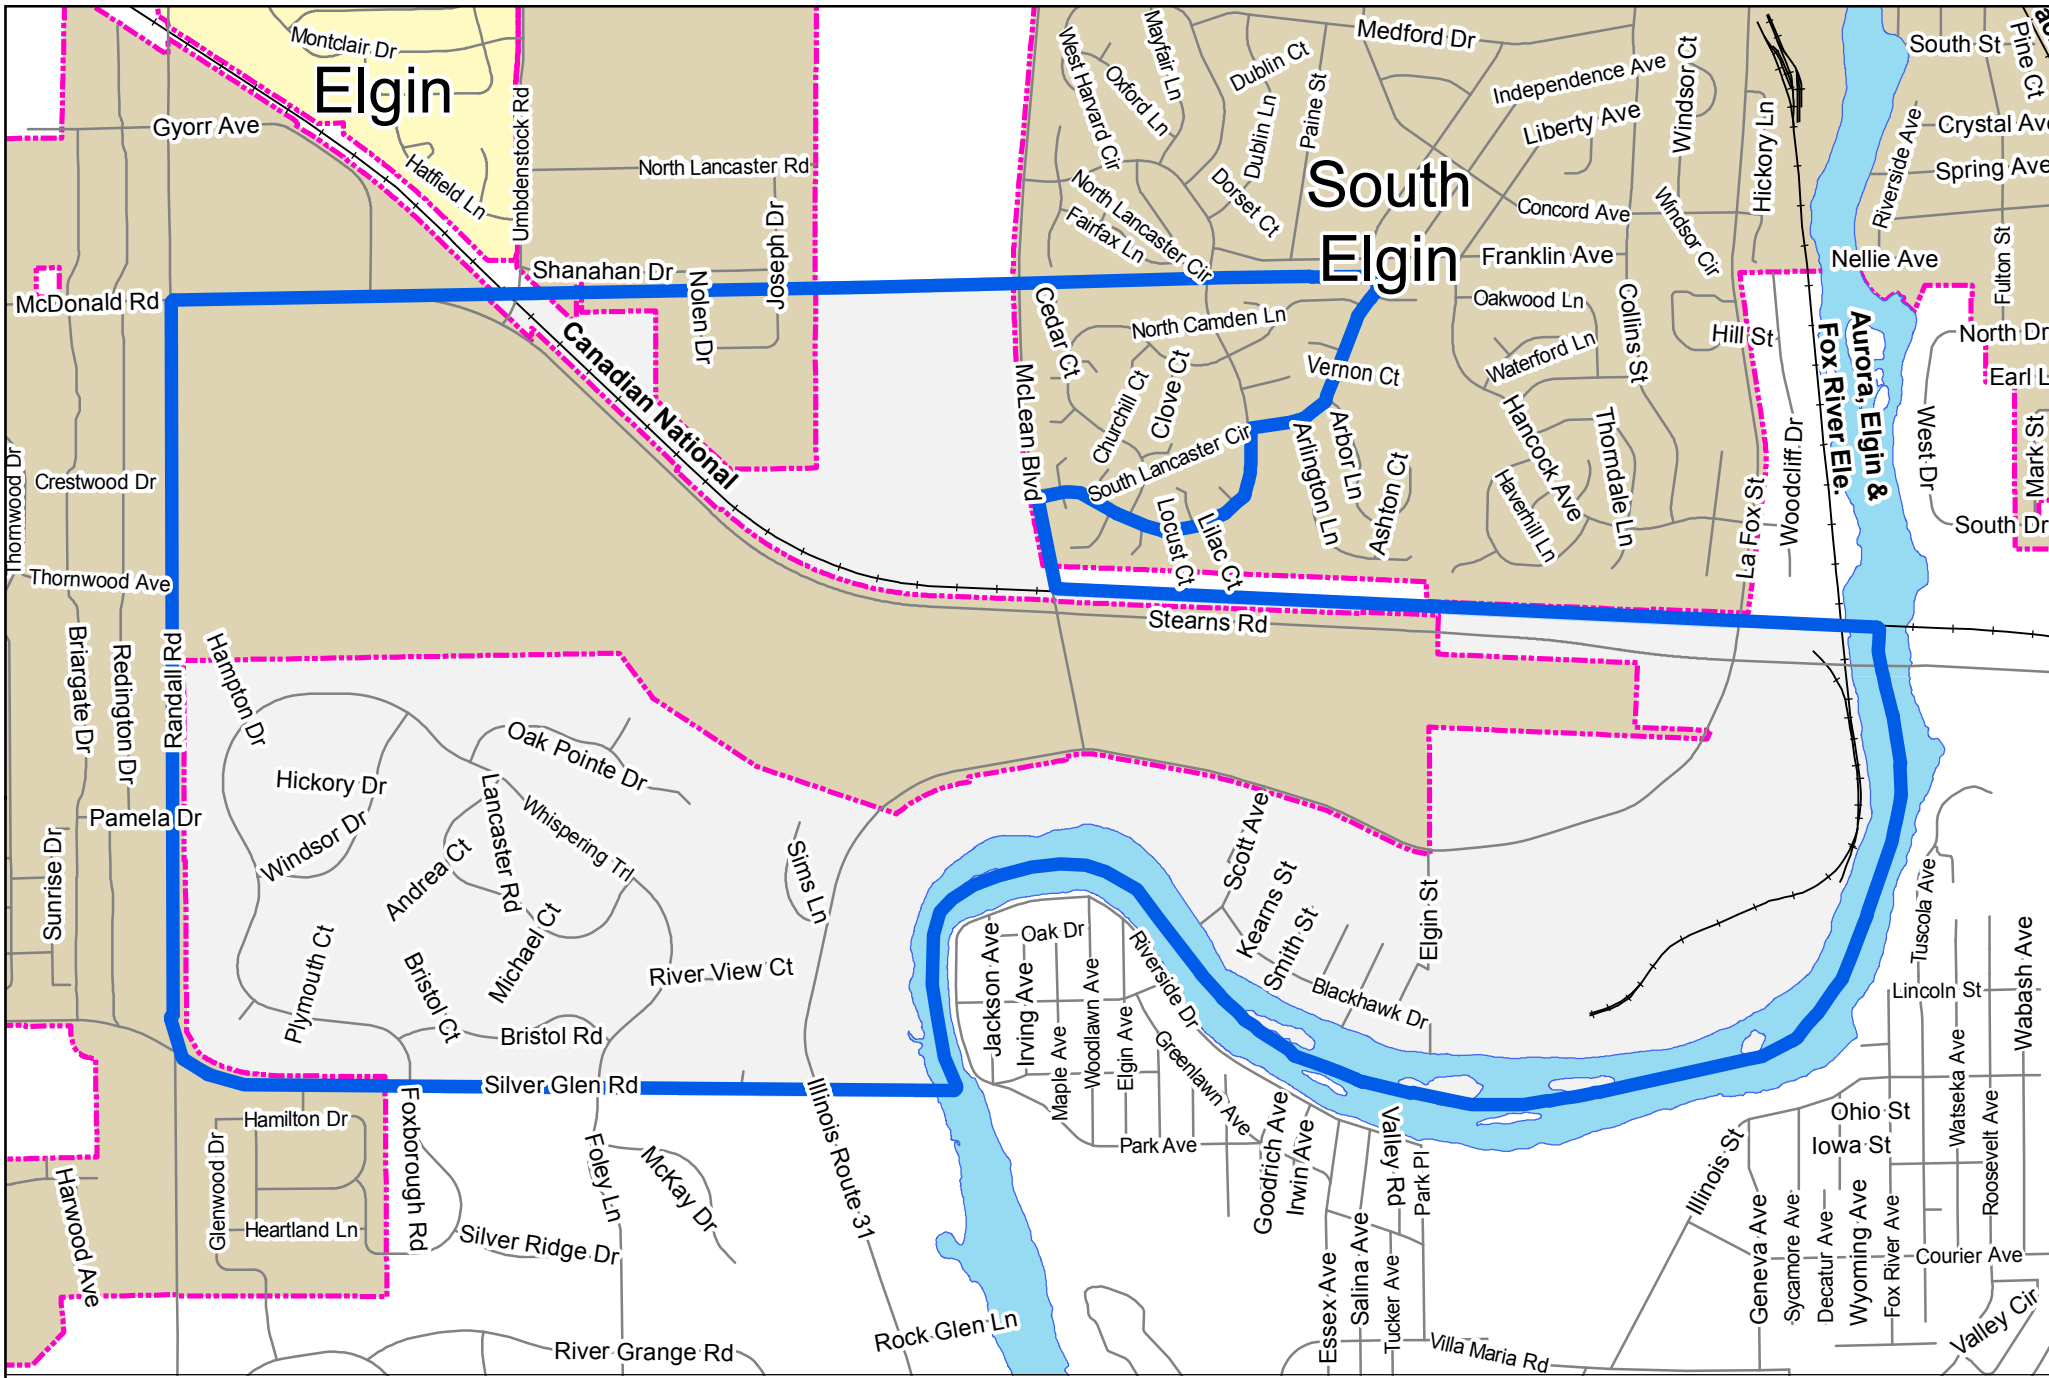 Montclair Dr
Elgin
Gyorr Ave
Hatfield Ln
Umbdenstock Rd
North Lancaster Rd
Joseph Dr
Shanahan Dr
Nolen Dr
McDonald Rd
Canadian National
West Harvard Cir
Mayfair Ln
Oxford Ln
Dublin Ct
Dublin Ln
Paine St
Medford Dr
Independence Ave
Liberty Ave
Windsor Ct
Hickory Ln
South St
Pine Ct
Crystal Ave
Spring Ave
Riverside Ave
South
Elgin
North Lancaster Cir
Fairfax Ln
Dorset Ct
Concord Ave
Windsor Cir
Franklin Ave
Nellie Ave
Fulton St
Cedar Ct
North Camden Ln
Oakwood Ln
Collins St
Hill St
Aurora, Elgin &
Fox River Ele.
North Dr
Earl L
McLean Blvd
Churchill Ct
Clove Ct
Vernon Ct
Waterford Ln
South Lancaster Cir
Arlington Ln
Arbor Ln
Ashton Ct
Hancock Ave
Haverhill Ln
Thorndale Ln
La Fox St
Woodcliff Dr
West Dr
Mark St
South Dr
Locust Ct
Lilac Ct
Thornwood Dr
Crestwood Dr
Thornwood Ave
Stearns Rd
Briargate Dr
Redington Dr
Randall Rd
Hampton Dr
Oak Pointe Dr
Hickory Dr
Windsor Dr
Lancaster Rd
Whispering Trl
Andrea Ct
Pamela Dr
Sunrise Dr
Sims Ln
Scott Ave
Kearns St
Smith St
Elgin St
Blackhawk Dr
Plymouth Ct
Bristol Ct
Michael Ct
River View Ct
Bristol Rd
Silver Glen Rd
Jackson Ave
Oak Dr
Irving Ave
Maple Ave
Woodlawn Ave
Elgin Ave
Riverside Dr
Greenlawn Ave
Park Ave
Tuscola Ave
Lincoln St
Wabash Ave
Watseka Ave
Roosevelt Ave
Ohio St
Iowa St
Illinois St
Hamilton Dr
Glenwood Dr
Heartland Ln
Foxborough Rd
Foley Ln
McKay Dr
Silver Ridge Dr
Illinois Route 31
Harwood Ave
River Grange Rd
Rock Glen Ln
Goodrich Ave
Irwin Ave
Valley Rd
Park Pl
Essex Ave
Salina Ave
Tucker Ave
Villa Maria Rd
Geneva Ave
Sycamore Ave
Decatur Ave
Wyoming Ave
Fox River Ave
Courier Ave
Valley Cir